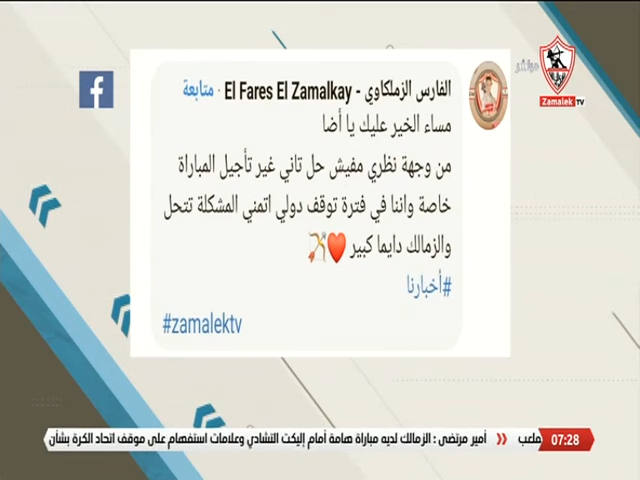 مباشر
Zamalek TV
الفارس الزملكاوي - El Fares El Zamalkay · متابعة
مساء الخير عليك يا أضا
من وجهة نظري مفيش حل تاني غير تأجيل المباراة
خاصة واننا في فترة توقف دولي اتمني المشكلة تتحل
والزمالك دايما كبير ❤️🏹
#أخبارنا
#zamalektv
07:28 ملعب » أمير مرتضى : الزمالك لديه مباراة هامة أمام إليكت التشادي وعلامات استفهام على موقف اتحاد الكرة بشأن